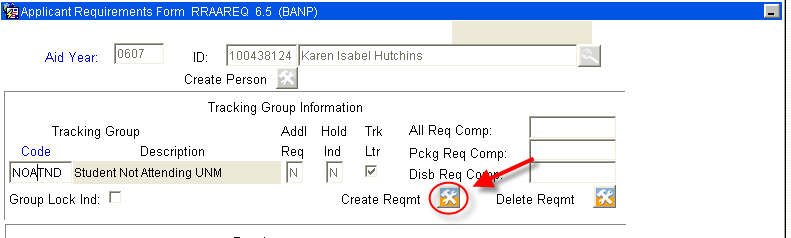 Applicant Requirements Form RRAAREQ 6.5 (BANP)
Aid Year: 0607 ID: 100438124 Karen Isabel Hutchins
Create Person
Tracking Group Information
Tracking Group Addl Hold Trk All Req Comp:
Code Description Req Ind Ltr Pckg Req Comp:
NOATND Student Not Attending UNM N N Disb Req Comp:
Group Lock Ind: Create Reqmt Delete Reqmt